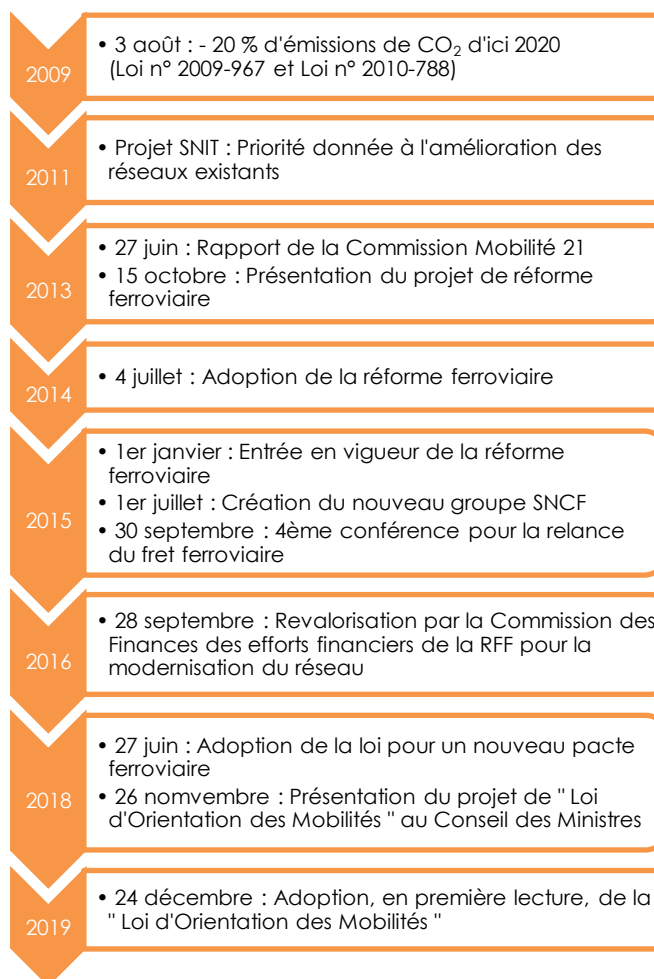 2009
• 3 août : - 20 % d'émissions de CO₂ d'ici 2020
(Loi n° 2009-967 et Loi n° 2010-788)
2011
• Projet SNIT : Priorité donnée à l'amélioration des
réseaux existants
2013
• 27 juin : Rapport de la Commission Mobilité 21
• 15 octobre : Présentation du projet de réforme
ferroviaire
2014
• 4 juillet : Adoption de la réforme ferroviaire
2015
• 1er janvier : Entrée en vigueur de la réforme
ferroviaire
• 1er juillet : Création du nouveau groupe SNCF
• 30 septembre : 4ème conférence pour la relance
du fret ferroviaire
2016
• 28 septembre : Revalorisation par la Commission des
Finances des efforts financiers de la RFF pour la
modernisation du réseau
2018
• 27 juin : Adoption de la loi pour un nouveau pacte
ferroviaire
• 26 nomvembre : Présentation du projet de " Loi
d'Orientation des Mobilités " au Conseil des Ministres
2019
• 24 décembre : Adoption, en première lecture, de la
" Loi d'Orientation des Mobilités "